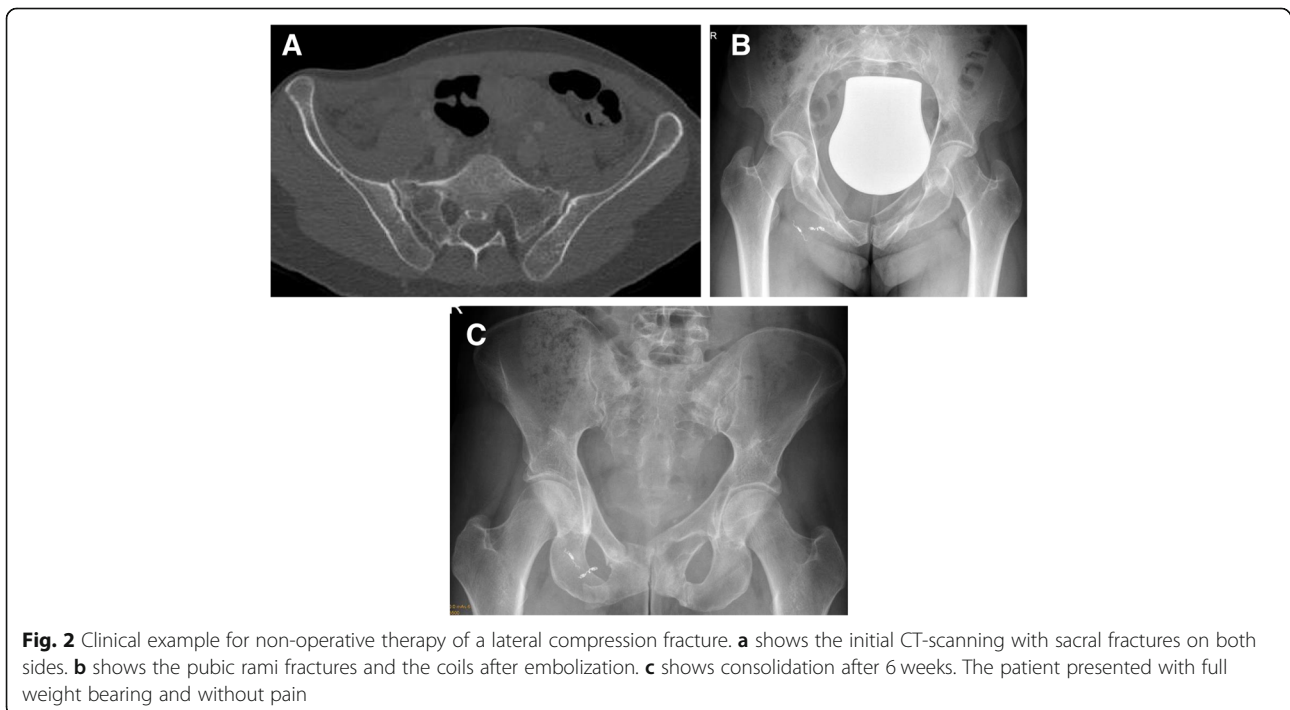 A
B
R
C
R
Fig. 2 Clinical example for non-operative therapy of a lateral compression fracture. a shows the initial CT-scanning with sacral fractures on both
sides. b shows the pubic rami fractures and the coils after embolization. c shows consolidation after 6 weeks. The patient presented with full
weight bearing and without pain